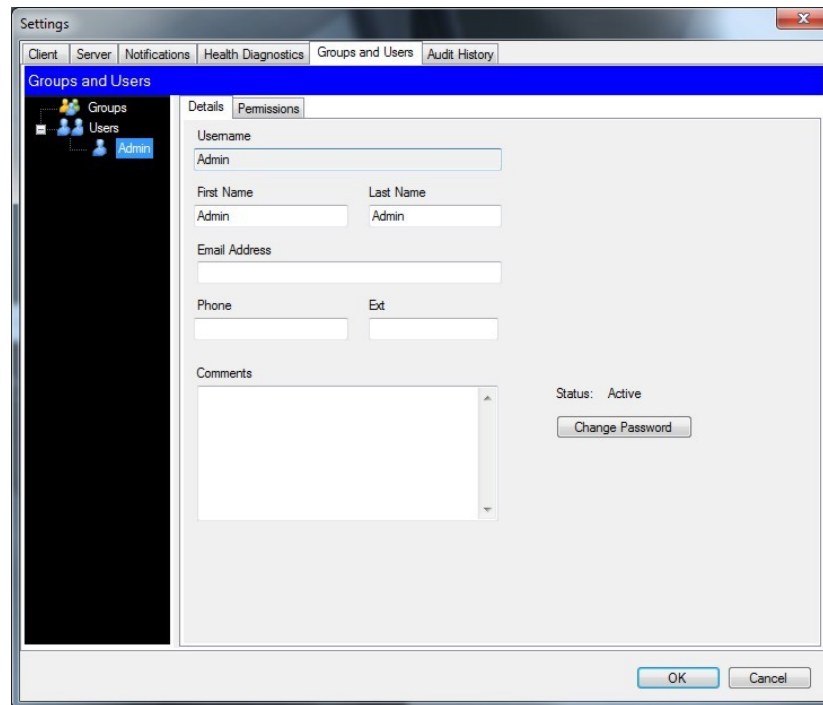 Settings
Client Server Notifications Health Diagnostics Groups and Users Audit History
Groups and Users
Groups
Users
Admin
Details Permissions
Username
Admin
First Name Last Name
Admin Admin
Email Address
Phone Ext
Comments
Status: Active
Change Password
OK Cancel